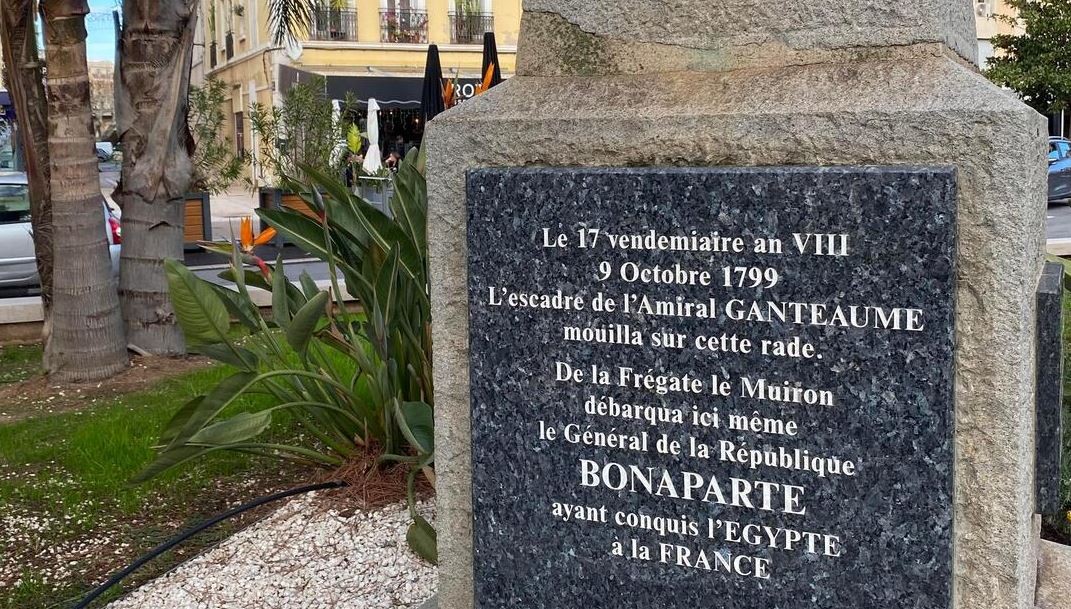 Le 17 vendemiaire an VIII
9 Octobre 1799
L'escadre de l'Amiral GANTEAUME
mouilla sur cette rade.
De la Frégate le Muiron
débarqua ici même
le Général de la République
BONAPARTE
ayant conquis l'EGYPTE
à la FRANCE